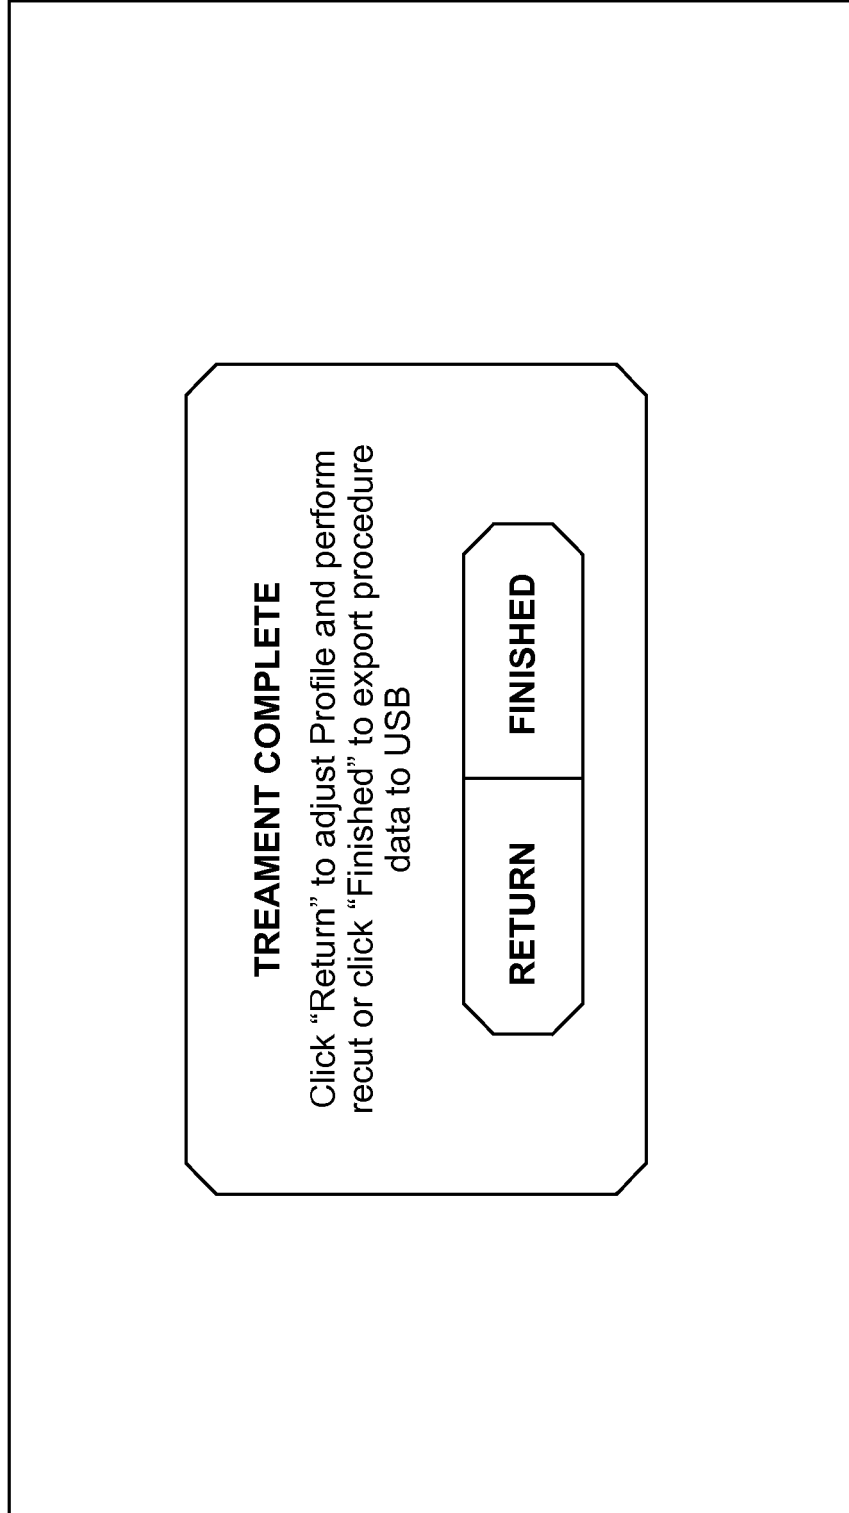 TREAMENT COMPLETE
Click “Return” to adjust Profile and perform
recut or click “Finished” to export procedure
data to USB
RETURN
FINISHED